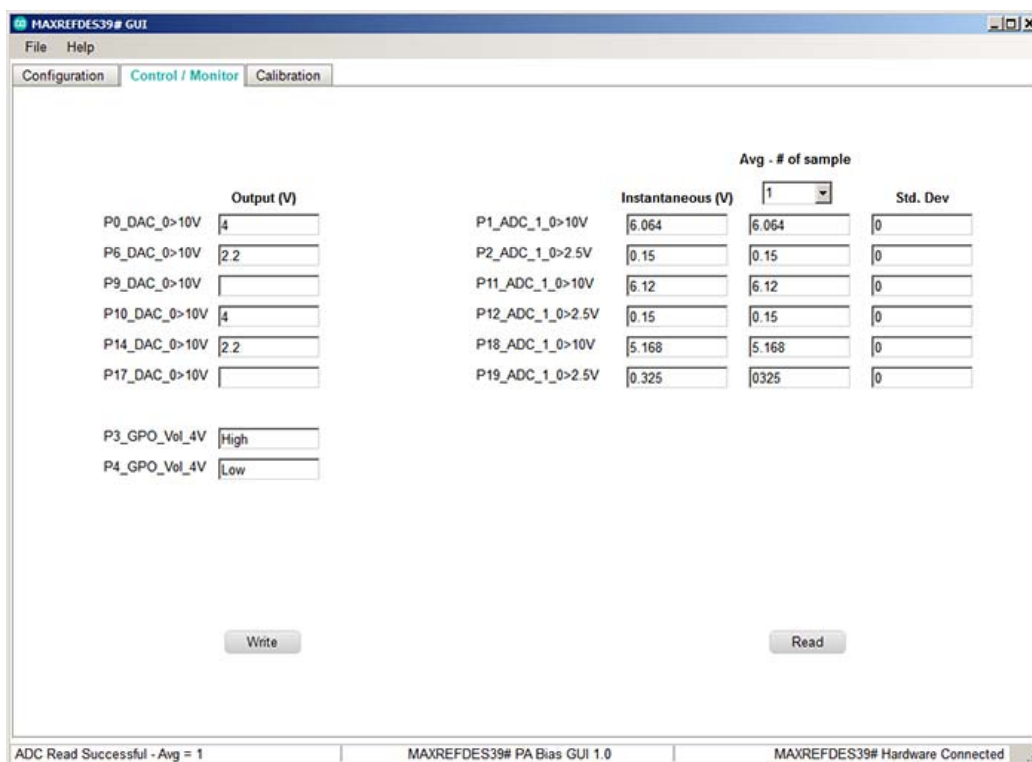 MAXREFDES39# GUI
File Help
Configuration Control / Monitor Calibration
Avg - # of sample
Output (V) Instantaneous (V) 1 Std. Dev
P0_DAC_0>10V 4 P1_ADC_1_0>10V 6.064 6.064 0
P6_DAC_0>10V 2.2 P2_ADC_1_0>2.5V 0.15 0.15 0
P9_DAC_0>10V P11_ADC_1_0>10V 6.12 6.12 0
P10_DAC_0>10V 4 P12_ADC_1_0>2.5V 0.15 0.15 0
P14_DAC_0>10V 2.2 P18_ADC_1_0>10V 5.168 5.168 0
P17_DAC_0>10V P19_ADC_1_0>2.5V 0.325 0325 0
P3_GPO_Vol_4V High
P4_GPO_Vol_4V Low
Write Read
ADC Read Successful - Avg = 1 MAXREFDES39# PA Bias GUI 1.0 MAXREFDES39# Hardware Connected